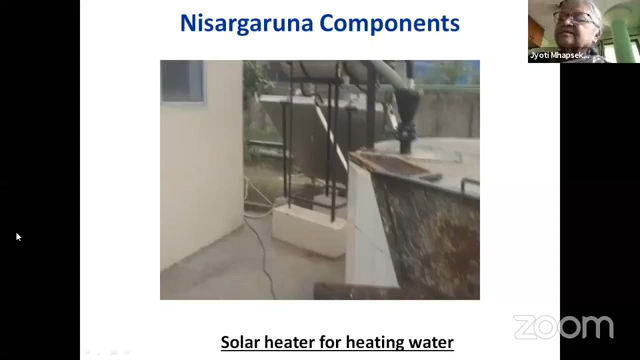 Nisargaruna Components
Jyoti Mhapsek...
Solar heater for heating water
zoom